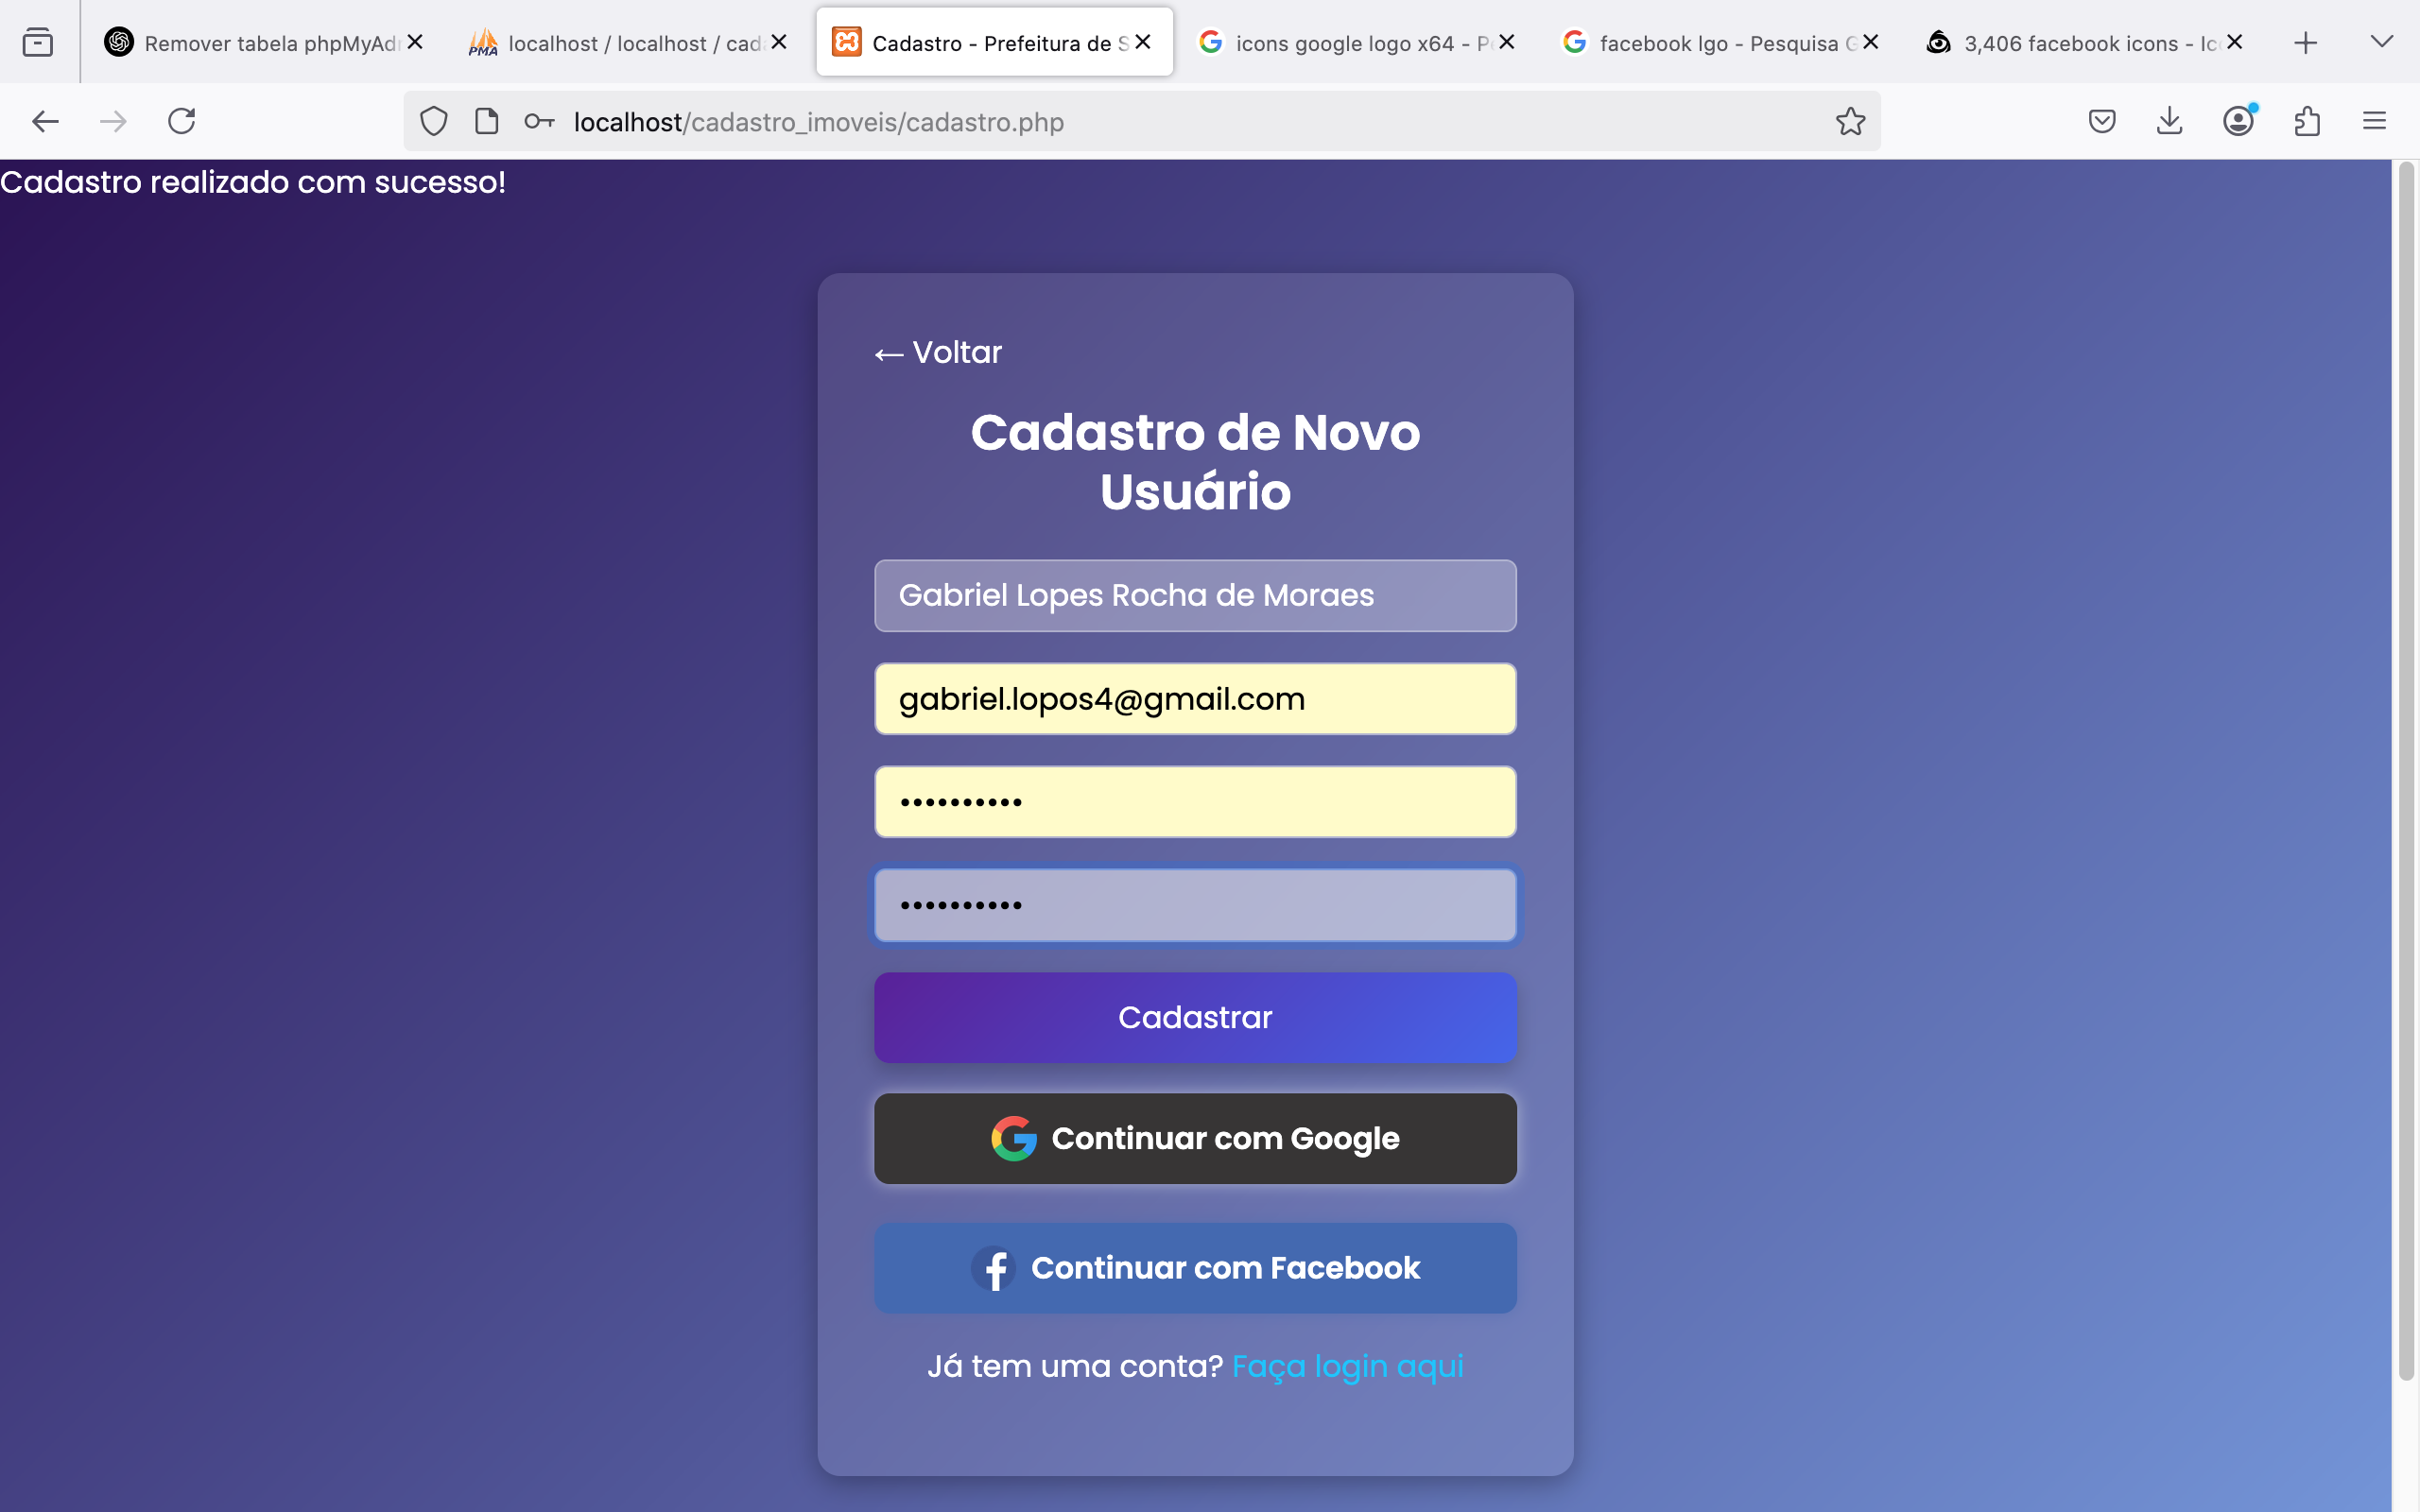 Remover tabela phpMyAdr
localhost / localhost / cada
Cadastro - Prefeitura de S
icons google logo x64 - P
facebook lgo - Pesquisa G
3,406 facebook icons - Ic
localhost/cadastro_imoveis/cadastro.php
Cadastro realizado com sucesso!
← Voltar
Cadastro de Novo
Usuário
Gabriel Lopes Rocha de Moraes
gabriel.lopos4@gmail.com
••••••••••
••••••••••
Cadastrar
Continuar com Google
Continuar com Facebook
Já tem uma conta? Faça login aqui